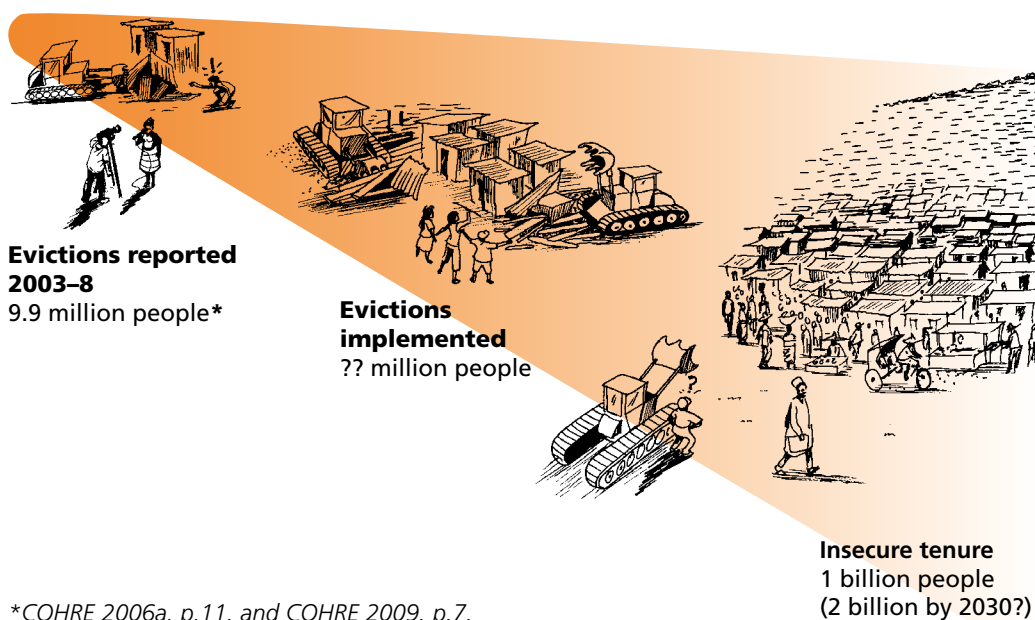 Evictions reported
2003–8
9.9 million people*
Evictions
implemented
?? million people
!
?
Insecure tenure
1 billion people
(2 billion by 2030?)
*COHRE 2006a, p.11, and COHRE 2009, p.7.